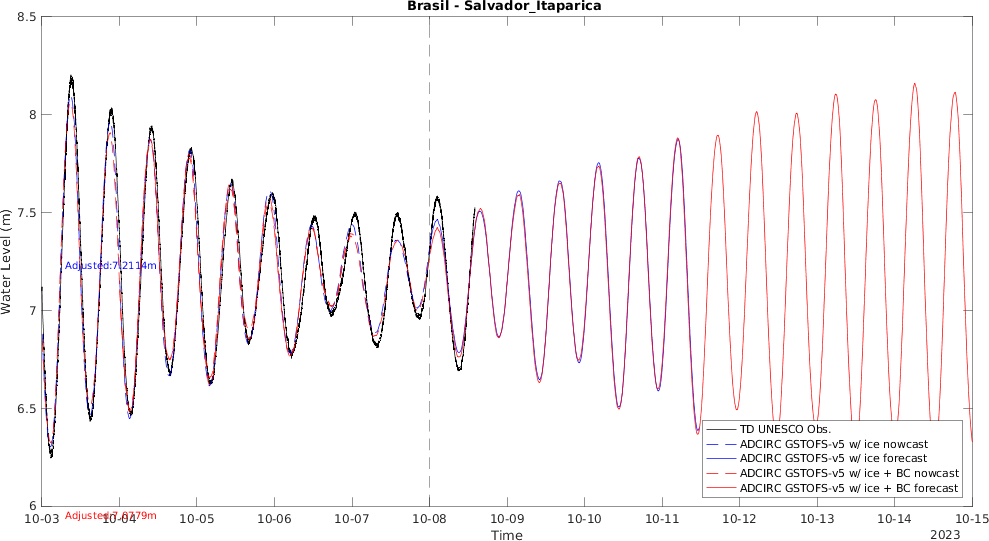 Brasil - Salvador_Itaparica
8.5
8
7.5
7
6.5
6
Water Level (m)
Adjusted:7.2114m
TD UNESCO Obs.
ADCIRC GSTOFS-v5 w/ ice nowcast
ADCIRC GSTOFS-v5 w/ ice forecast
ADCIRC GSTOFS-v5 w/ ice + BC nowcast
ADCIRC GSTOFS-v5 w/ ice + BC forecast
10-03 10-04 10-05 10-06 10-07 10-08 10-09 10-10 10-11 10-12 10-13 10-14 10-15
Time
2023